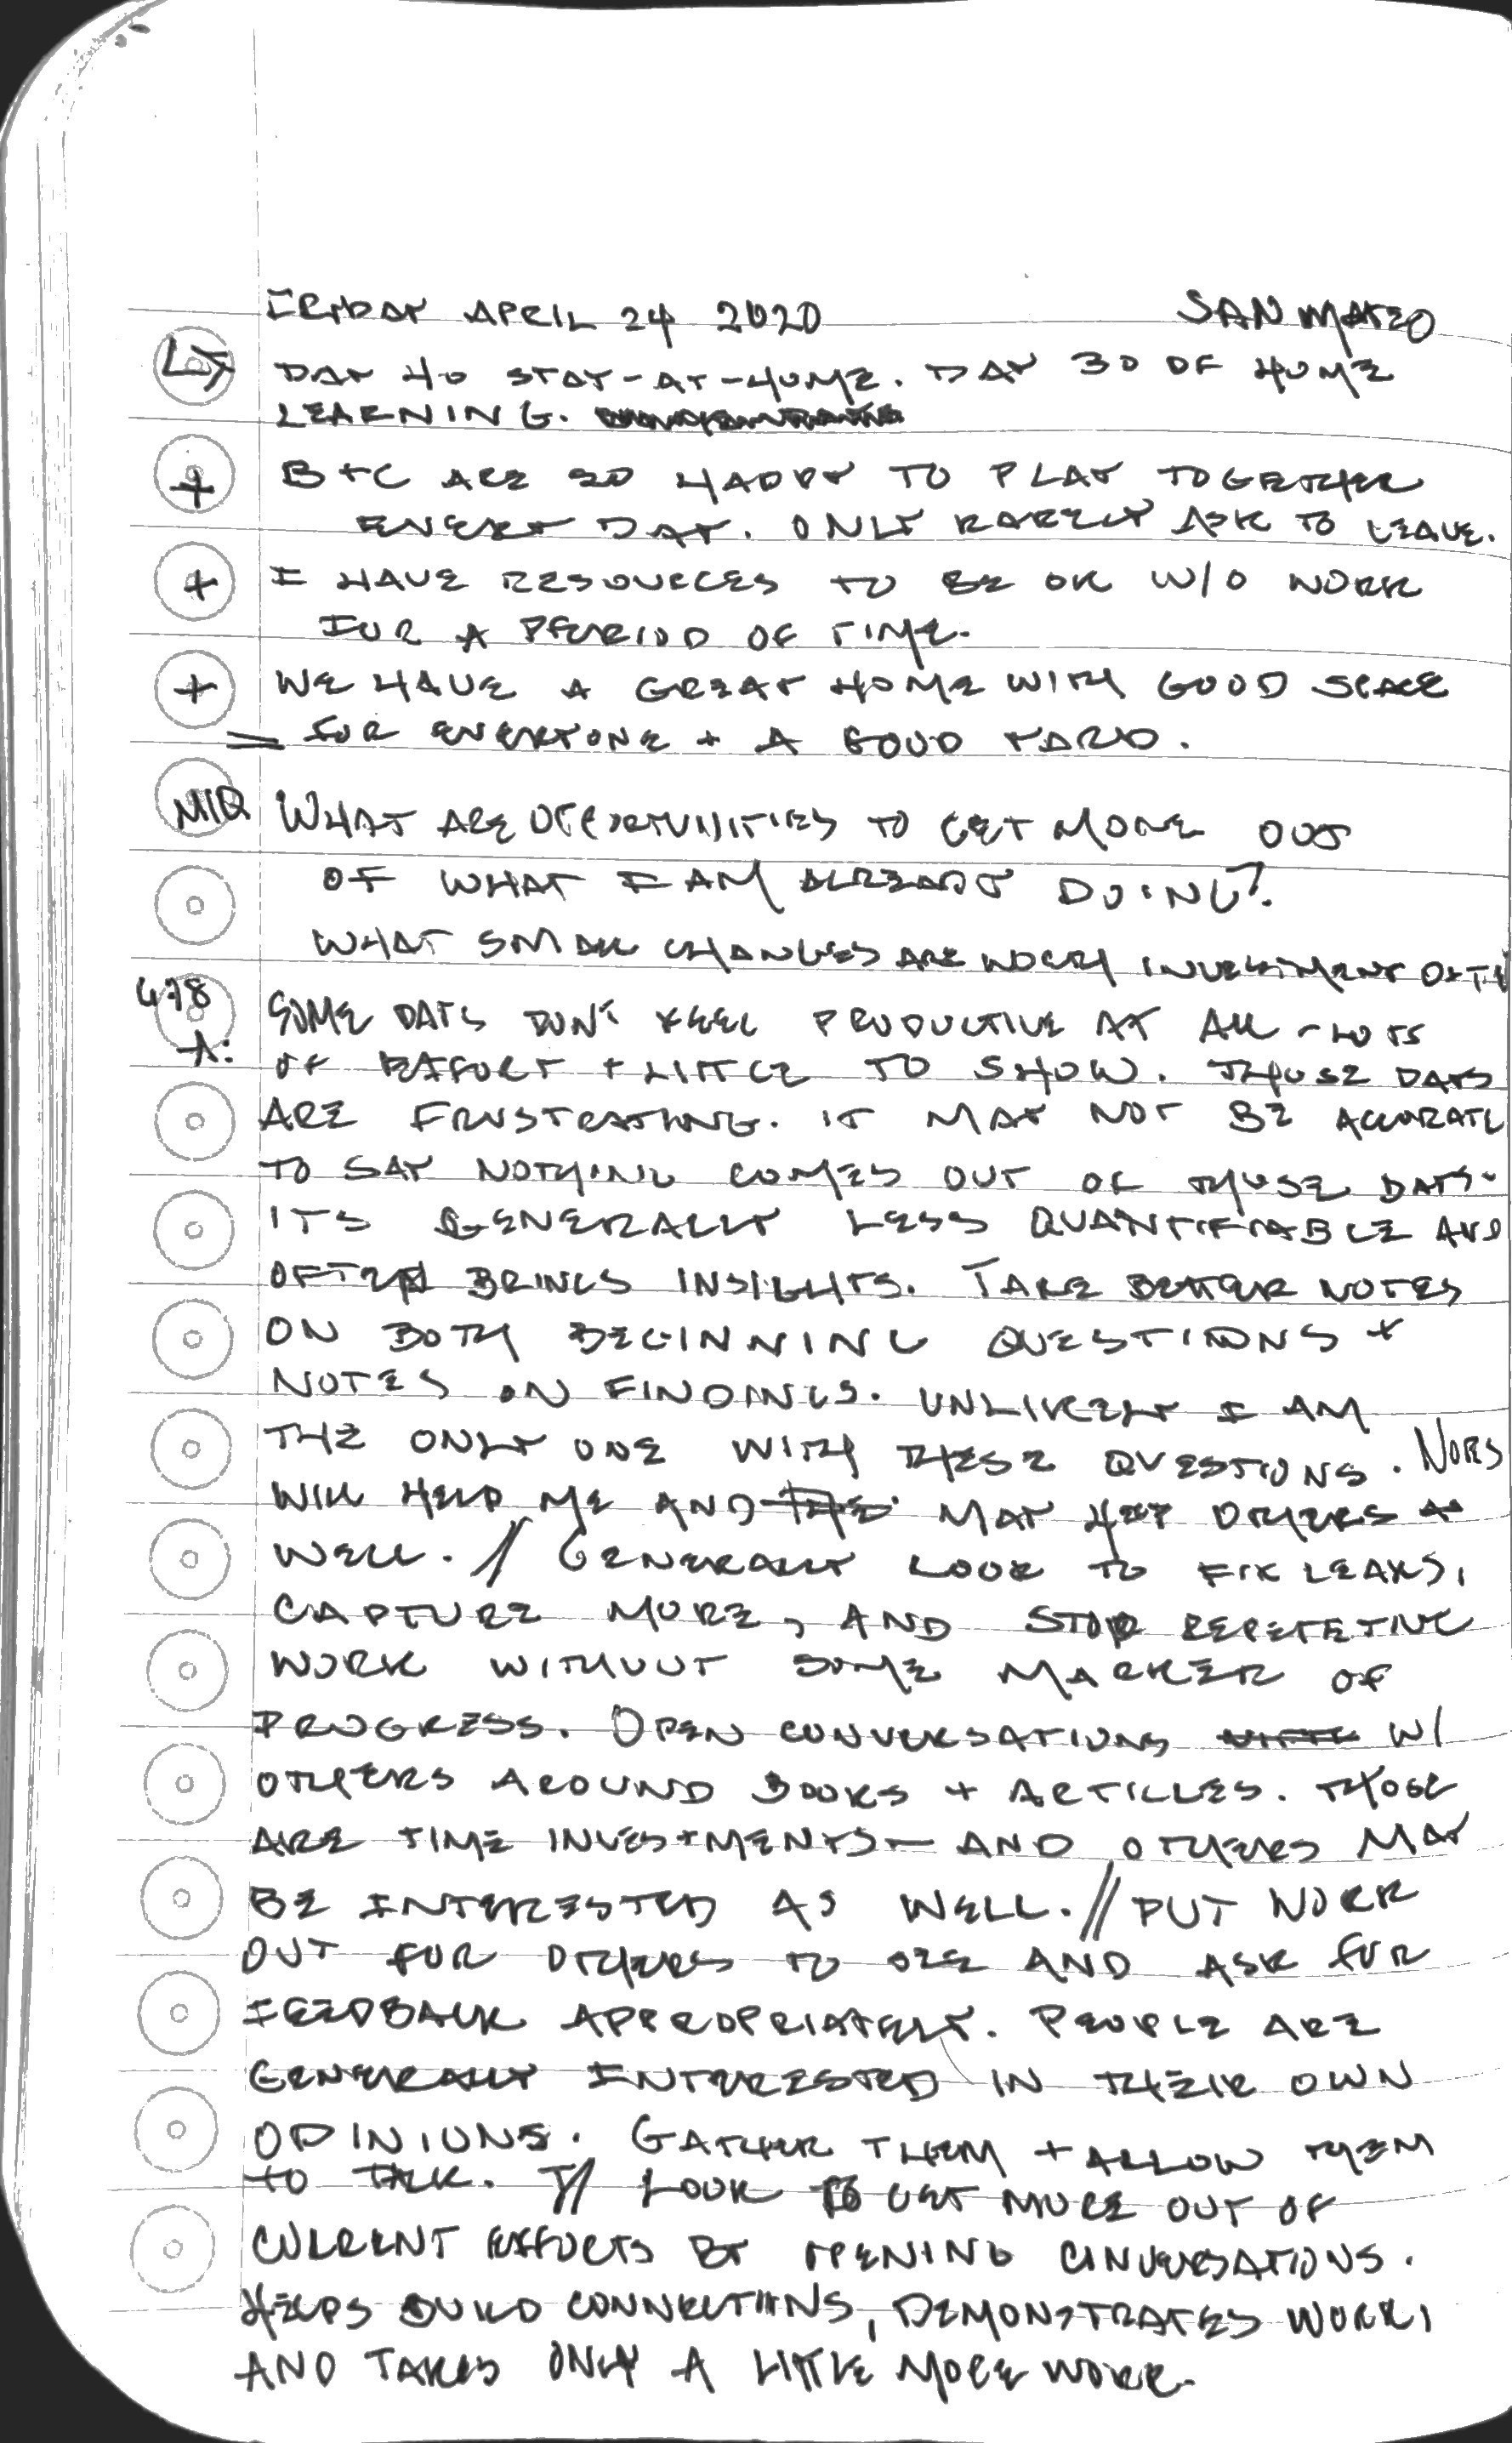 FRIDAY APRIL 24 2020 SAN MATEO
LJ DAY 40 STAY-AT-HOME. DAY 30 OF HOME
LEARNING.
+ B+C ARE SO HAPPY TO PLAY TOGETHER
EVERY DAY. ONLY RARELY ASK TO LEAVE.
+ I HAVE RESOURCES TO BE OK W/O WORK
FOR A PERIOD OF TIME.
+ WE HAVE A GREAT HOME WITH GOOD SPACE
= FOR EVERYONE + A GOOD YARD.
MIQ WHAT ARE OPPORTUNITIES TO GET MORE OUT
OF WHAT I AM ALREADY DOING?
WHAT SMALL CHANGES ARE WORTH INVESTMENT OF TI
478 SOME DAYS DON'T FEEL PRODUCTIVE AT ALL - LOTS
A: OF EFFORT + LITTLE TO SHOW. THOSE DAYS
ARE FRUSTRATING. IT MAY NOT BE ACCURATE
TO SAY NOTHING COMES OUT OF THOSE DAYS.
ITS GENERALLY LESS QUANTIFIABLE AND
OFTEN BRINGS INSIGHTS. TAKE BETTER NOTES
ON BOTH BEGINNING QUESTIONS +
NOTES ON FINDINGS. UNLIKELY I AM
THE ONLY ONE WITH THESE QUESTIONS.
WILL HELP ME AND MAY HELP OTHERS AS
WELL. // GENERALLY LOOK TO FIX LEAKS,
CAPTURE MORE, AND STOP REPETETIVE
WORK WITHOUT SOME MARKER OF
PROGRESS. OPEN CONVERSATIONS W/
OTHERS AROUND BOOKS + ARTICLES. THOSE
ARE TIME INVESTMENTS - AND OTHERS MAY
BE INTERESTED AS WELL. // PUT WORK
OUT FOR OTHERS TO SEE AND ASK FOR
FEEDBACK APPROPRIATELY. PEOPLE ARE
GENERALLY INTERESTED IN THEIR OWN
OPINIONS. GATHER THEM + ALLOW THEM
TO TALK. // LOOK TO GET MORE OUT OF
CURRENT EFFORTS BY OPENING CONVERSATIONS.
HELPS BUILD CONNECTIONS, DEMONSTRATES WORK,
AND TAKES ONLY A LITTLE MORE WORK.